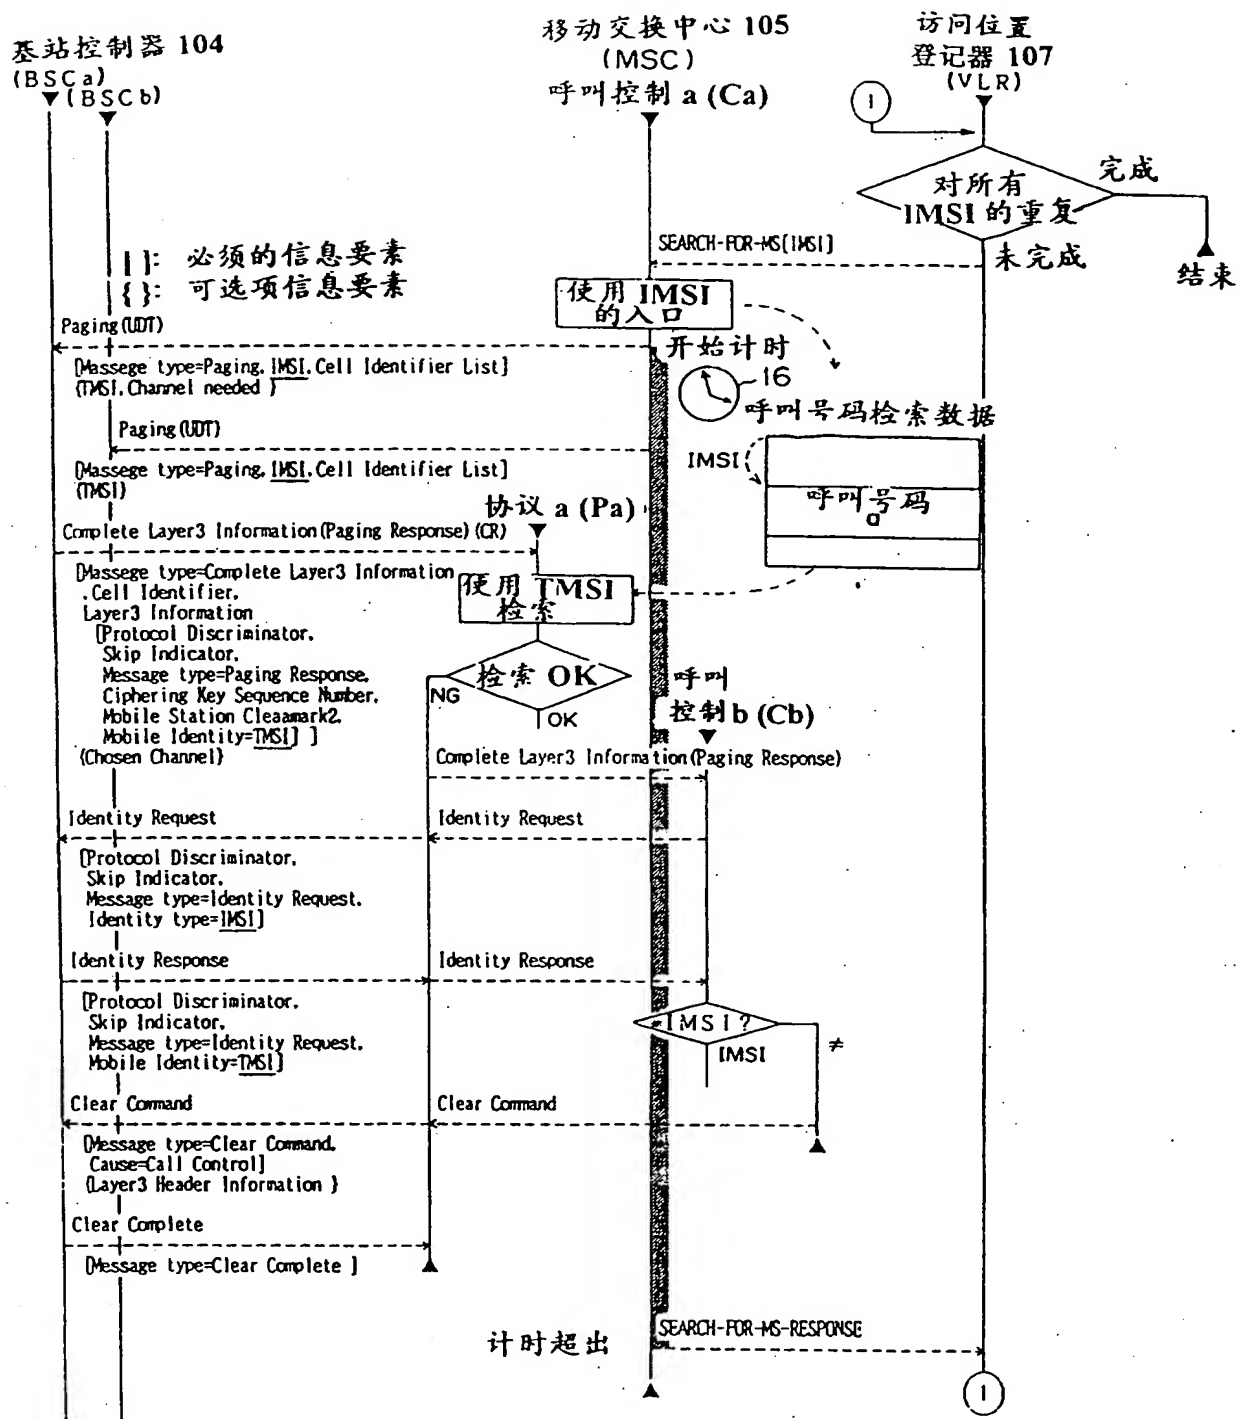 基站控制器 104
(BSCa)
(BSCb)
移动交换中心 105
(MSC)
呼叫控制 a (Ca)
访问位置
登记器 107
(VLR)
1
对所有
IMSI 的重复
完成
未完成
结束
SEARCH-FOR-MS[IMSI]
[ ]: 必须的信息要素
{ }: 可选项信息要素
使用 IMSI
的入口
Paging(UDT)
[Massege type=Paging, IMSI, Cell Identifier List]
{TMSI, Channel needed }
开始计时
16
呼叫号码检索数据
Paging(UDT)
[Massege type=Paging, IMSI, Cell Identifier List]
{TMSI}
IMSI
呼叫号码
a
协议 a (Pa)
Complete Layer3 Information(Paging Response)(CR)
[Massege type=Complete Layer3 Information
,Cell Identifier,
Layer3 Information
[Protocol Discriminator,
Skip Indicator,
Message type=Paging Response,
Ciphering Key Sequence Number,
Mobile Station Cleaamark2,
Mobile Identity=TMSI] ]
{Chosen Channel}
使用 TMSI
检索
检索 OK
NG
OK
呼叫
控制 b (Cb)
Complete Layer3 Information(Paging Response)
Identity Request
Identity Request
[Protocol Discriminator,
Skip Indicator,
Message type=Identity Request,
Identity type=IMSI]
Identity Response
Identity Response
[Protocol Discriminator,
Skip Indicator,
Message type=Identity Request,
Mobile Identity=TMSI]
=IMSI?
≠
IMSI
Clear Command
Clear Command
[Message type=Clear Command,
Cause=Call Control]
{Layer3 Header Information }
Clear Complete
[Message type=Clear Complete ]
计时超出
SEARCH-FOR-MS-RESPONSE
1